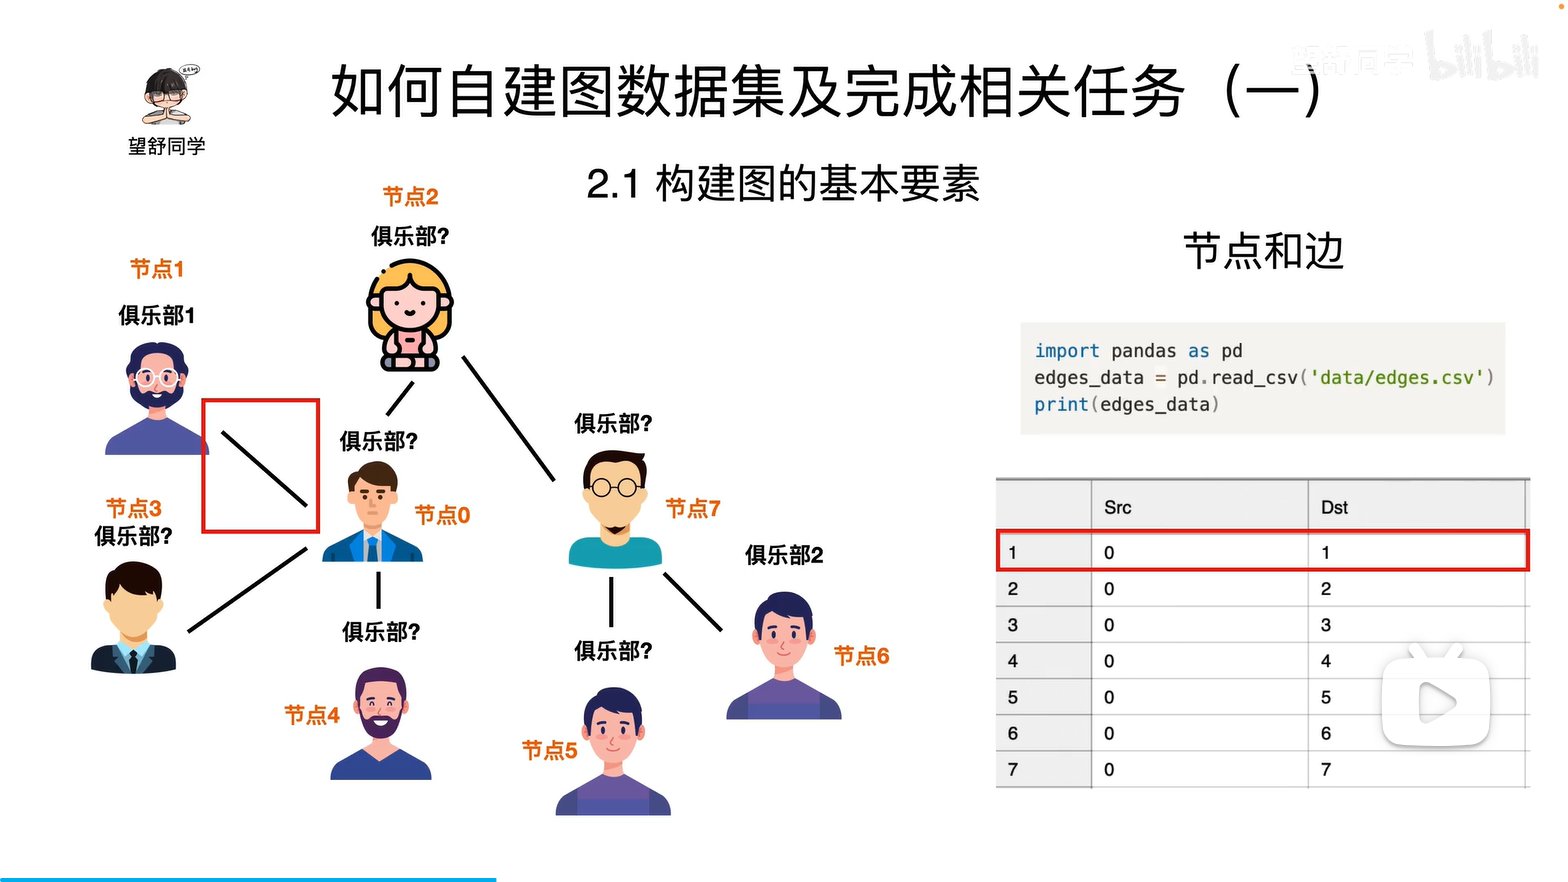 望舒同学 bilibili
如何自建图数据集及完成相关任务（一）
望舒同学
2.1 构建图的基本要素
节点2
俱乐部?
节点1
俱乐部1
节点和边
import pandas as pd
edges_data = pd.read_csv('data/edges.csv')
print(edges_data)
俱乐部?
节点0
俱乐部?
节点7
节点3
俱乐部?
俱乐部2
节点6
俱乐部?
节点4
俱乐部?
节点5
Src Dst
1 0 1
2 0 2
3 0 3
4 0 4
5 0 5
6 0 6
7 0 7